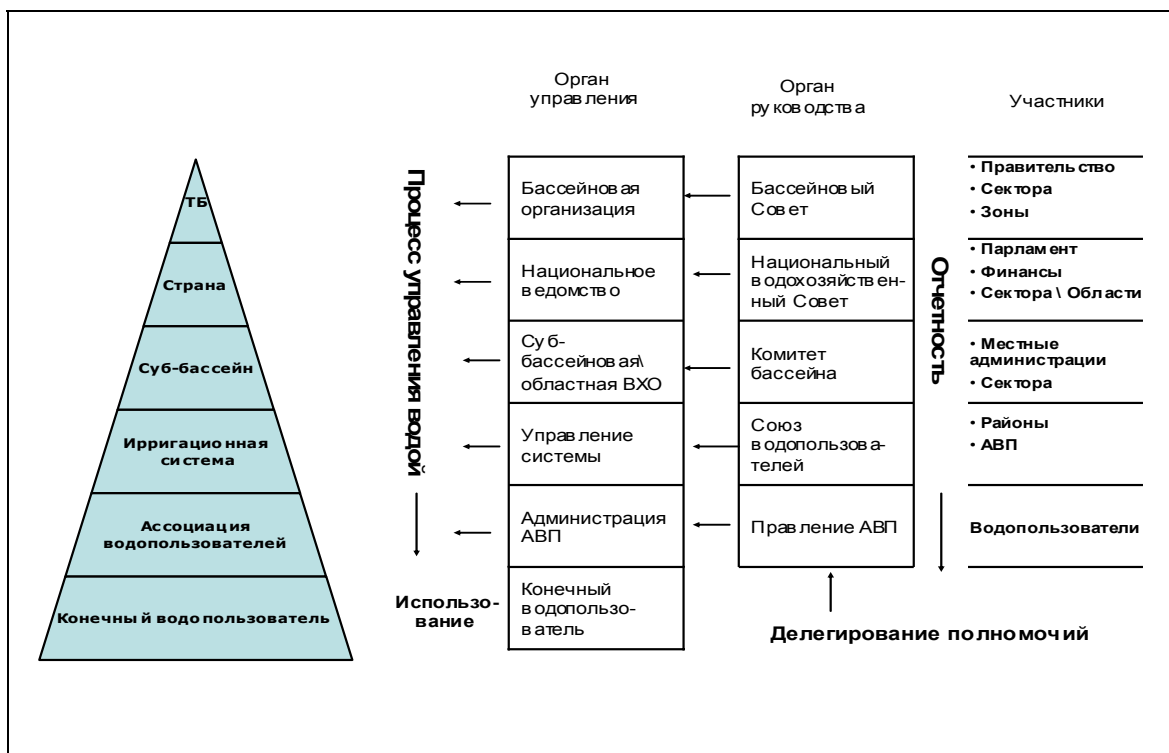 Орган
управления
Орган
руководства
Участники
ТБ
Страна
Суб-бассейн
Ирригационная
система
Ассоциация
водопользователей
Конечный водопользователь
Процесс управления водой
Использо-
вание
Бассейновая
организация
Национальное
ведомство
Суб-
бассейновая\
областная ВХО
Управление
системы
Администрация
АВП
Конечный
водопользо-
ватель
Бассейновый
Совет
Национальный
водохозяйствен-
ный Совет
Комитет
бассейна
Союз
водопользова-
телей
Правление АВП
Отчетность
• Правительство
• Сектора
• Зоны
• Парламент
• Финансы
• Сектора \ Области
• Местные
администрации
• Сектора
• Районы
• АВП
Водопользователи
Делегирование полномочий